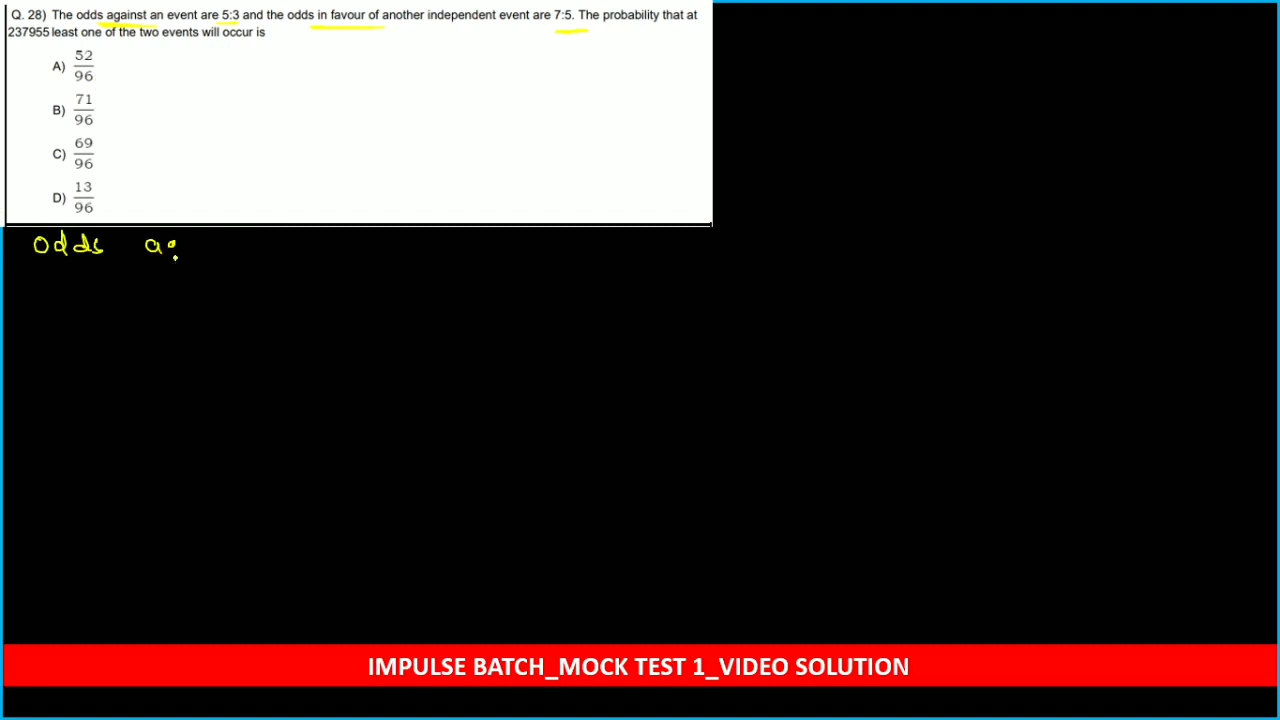 Q. 28) The odds against an event are 5:3 and the odds in favour of another independent event are 7:5. The probability that at
237955 least one of the two events will occur is
A) 52/96
B) 71/96
C) 69/96
D) 13/96
odds
IMPULSE BATCH_MOCK TEST 1_VIDEO SOLUTION